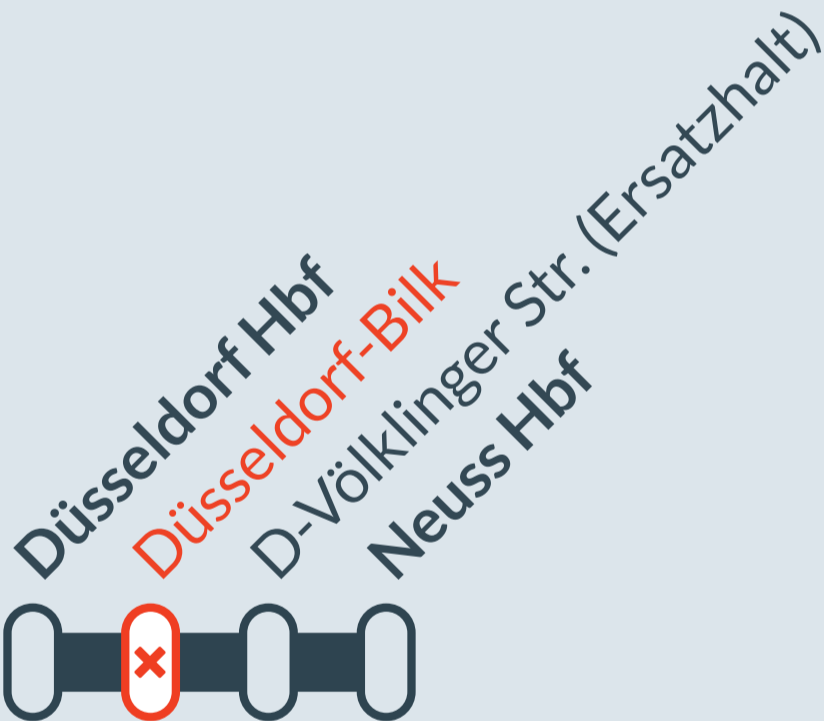 Düsseldorf Hbf
Düsseldorf-Bilk
D-Völklinger Str. (Ersatzhalt)
Neuss Hbf